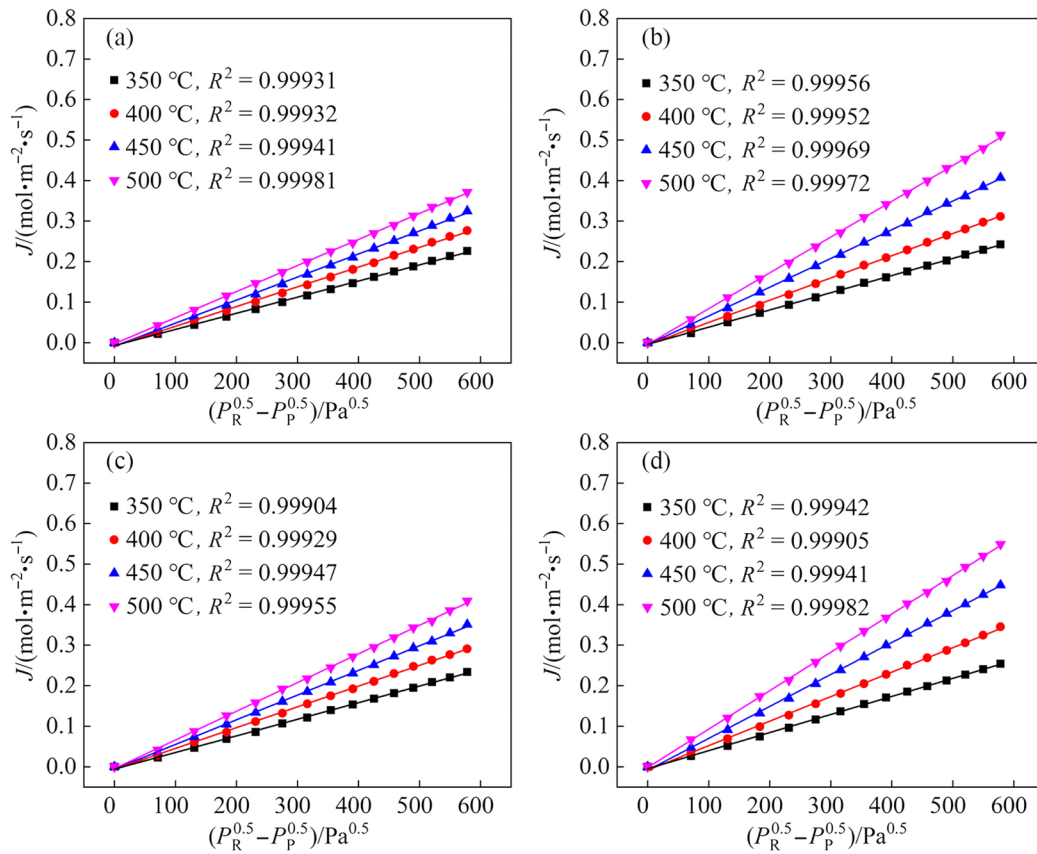 (a)
350 °C, R² = 0.99931
400 °C, R² = 0.99932
450 °C, R² = 0.99941
500 °C, R² = 0.99981
J/(mol•m⁻²•s⁻¹)
0.8
0.7
0.6
0.5
0.4
0.3
0.2
0.1
0.0
0 100 200 300 400 500 600
(P_R^0.5−P_P^0.5)/Pa^0.5
(b)
350 °C, R² = 0.99956
400 °C, R² = 0.99952
450 °C, R² = 0.99969
500 °C, R² = 0.99972
J/(mol•m⁻²•s⁻¹)
0.8
0.7
0.6
0.5
0.4
0.3
0.2
0.1
0.0
0 100 200 300 400 500 600
(P_R^0.5−P_P^0.5)/Pa^0.5
(c)
350 °C, R² = 0.99904
400 °C, R² = 0.99929
450 °C, R² = 0.99947
500 °C, R² = 0.99955
J/(mol•m⁻²•s⁻¹)
0.8
0.7
0.6
0.5
0.4
0.3
0.2
0.1
0.0
0 100 200 300 400 500 600
(P_R^0.5−P_P^0.5)/Pa^0.5
(d)
350 °C, R² = 0.99942
400 °C, R² = 0.99905
450 °C, R² = 0.99941
500 °C, R² = 0.99982
J/(mol•m⁻²•s⁻¹)
0.8
0.7
0.6
0.5
0.4
0.3
0.2
0.1
0.0
0 100 200 300 400 500 600
(P_R^0.5−P_P^0.5)/Pa^0.5